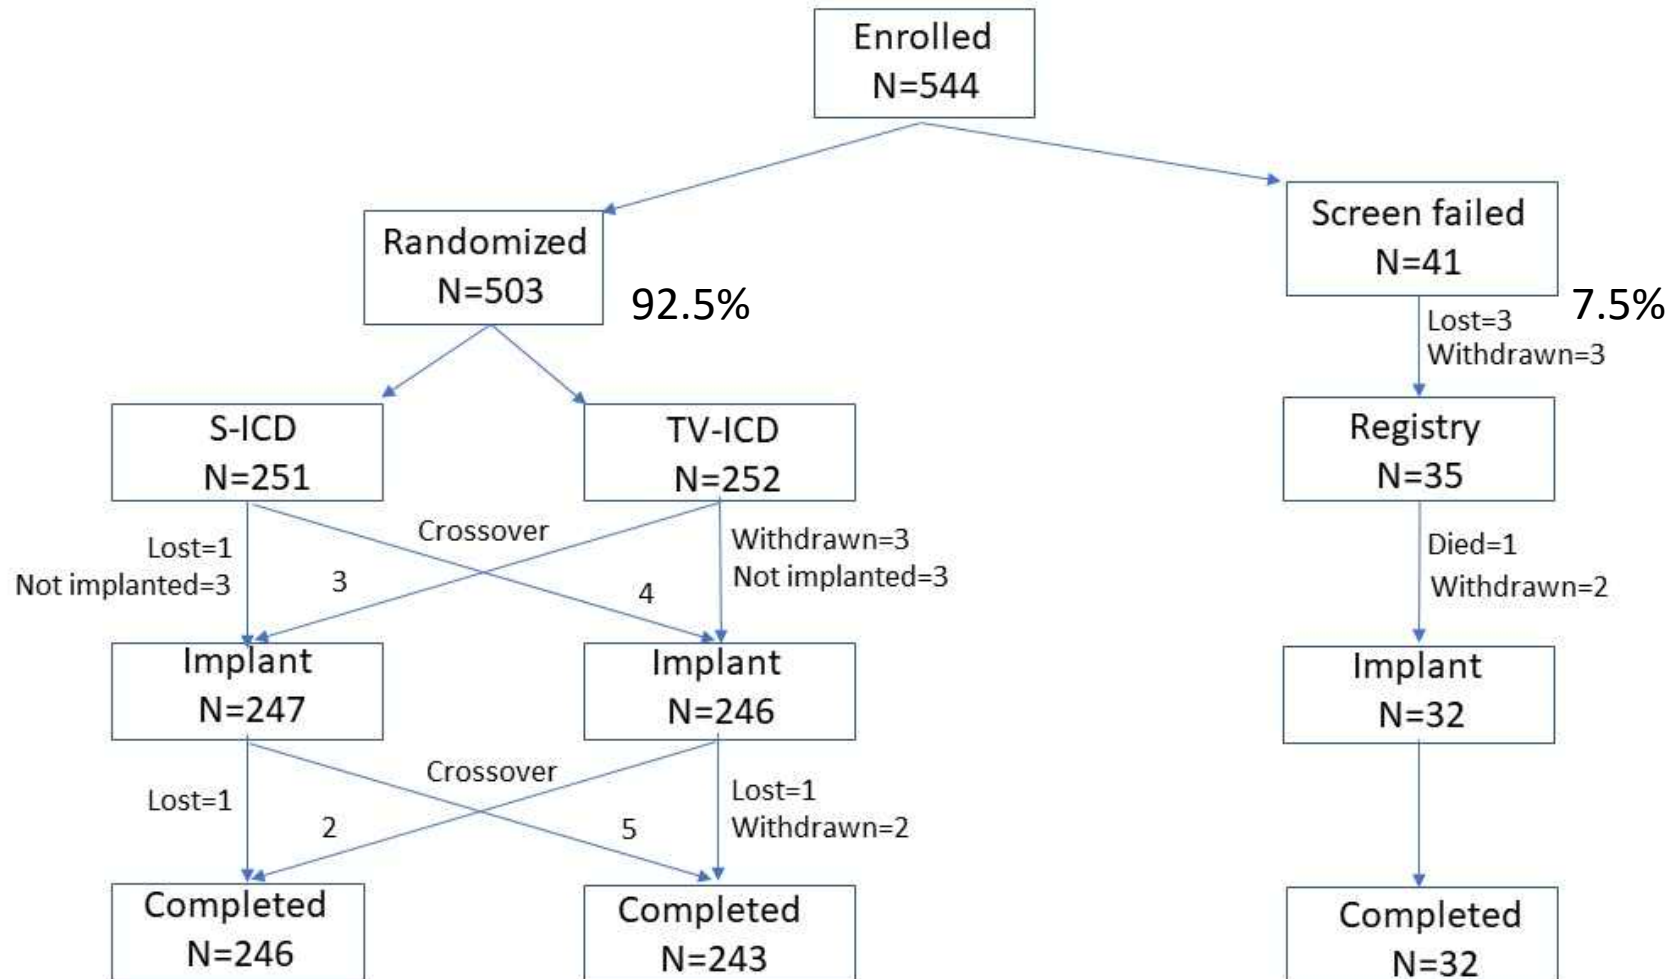 Enrolled
N=544
Randomized
N=503
92.5%
Screen failed
N=41
7.5%
Lost=3
Withdrawn=3
S-ICD
N=251
TV-ICD
N=252
Registry
N=35
Lost=1
Not implanted=3
Crossover
3
4
Withdrawn=3
Not implanted=3
Died=1
Withdrawn=2
Implant
N=247
Implant
N=246
Implant
N=32
Lost=1
Crossover
2
5
Lost=1
Withdrawn=2
Completed
N=246
Completed
N=243
Completed
N=32